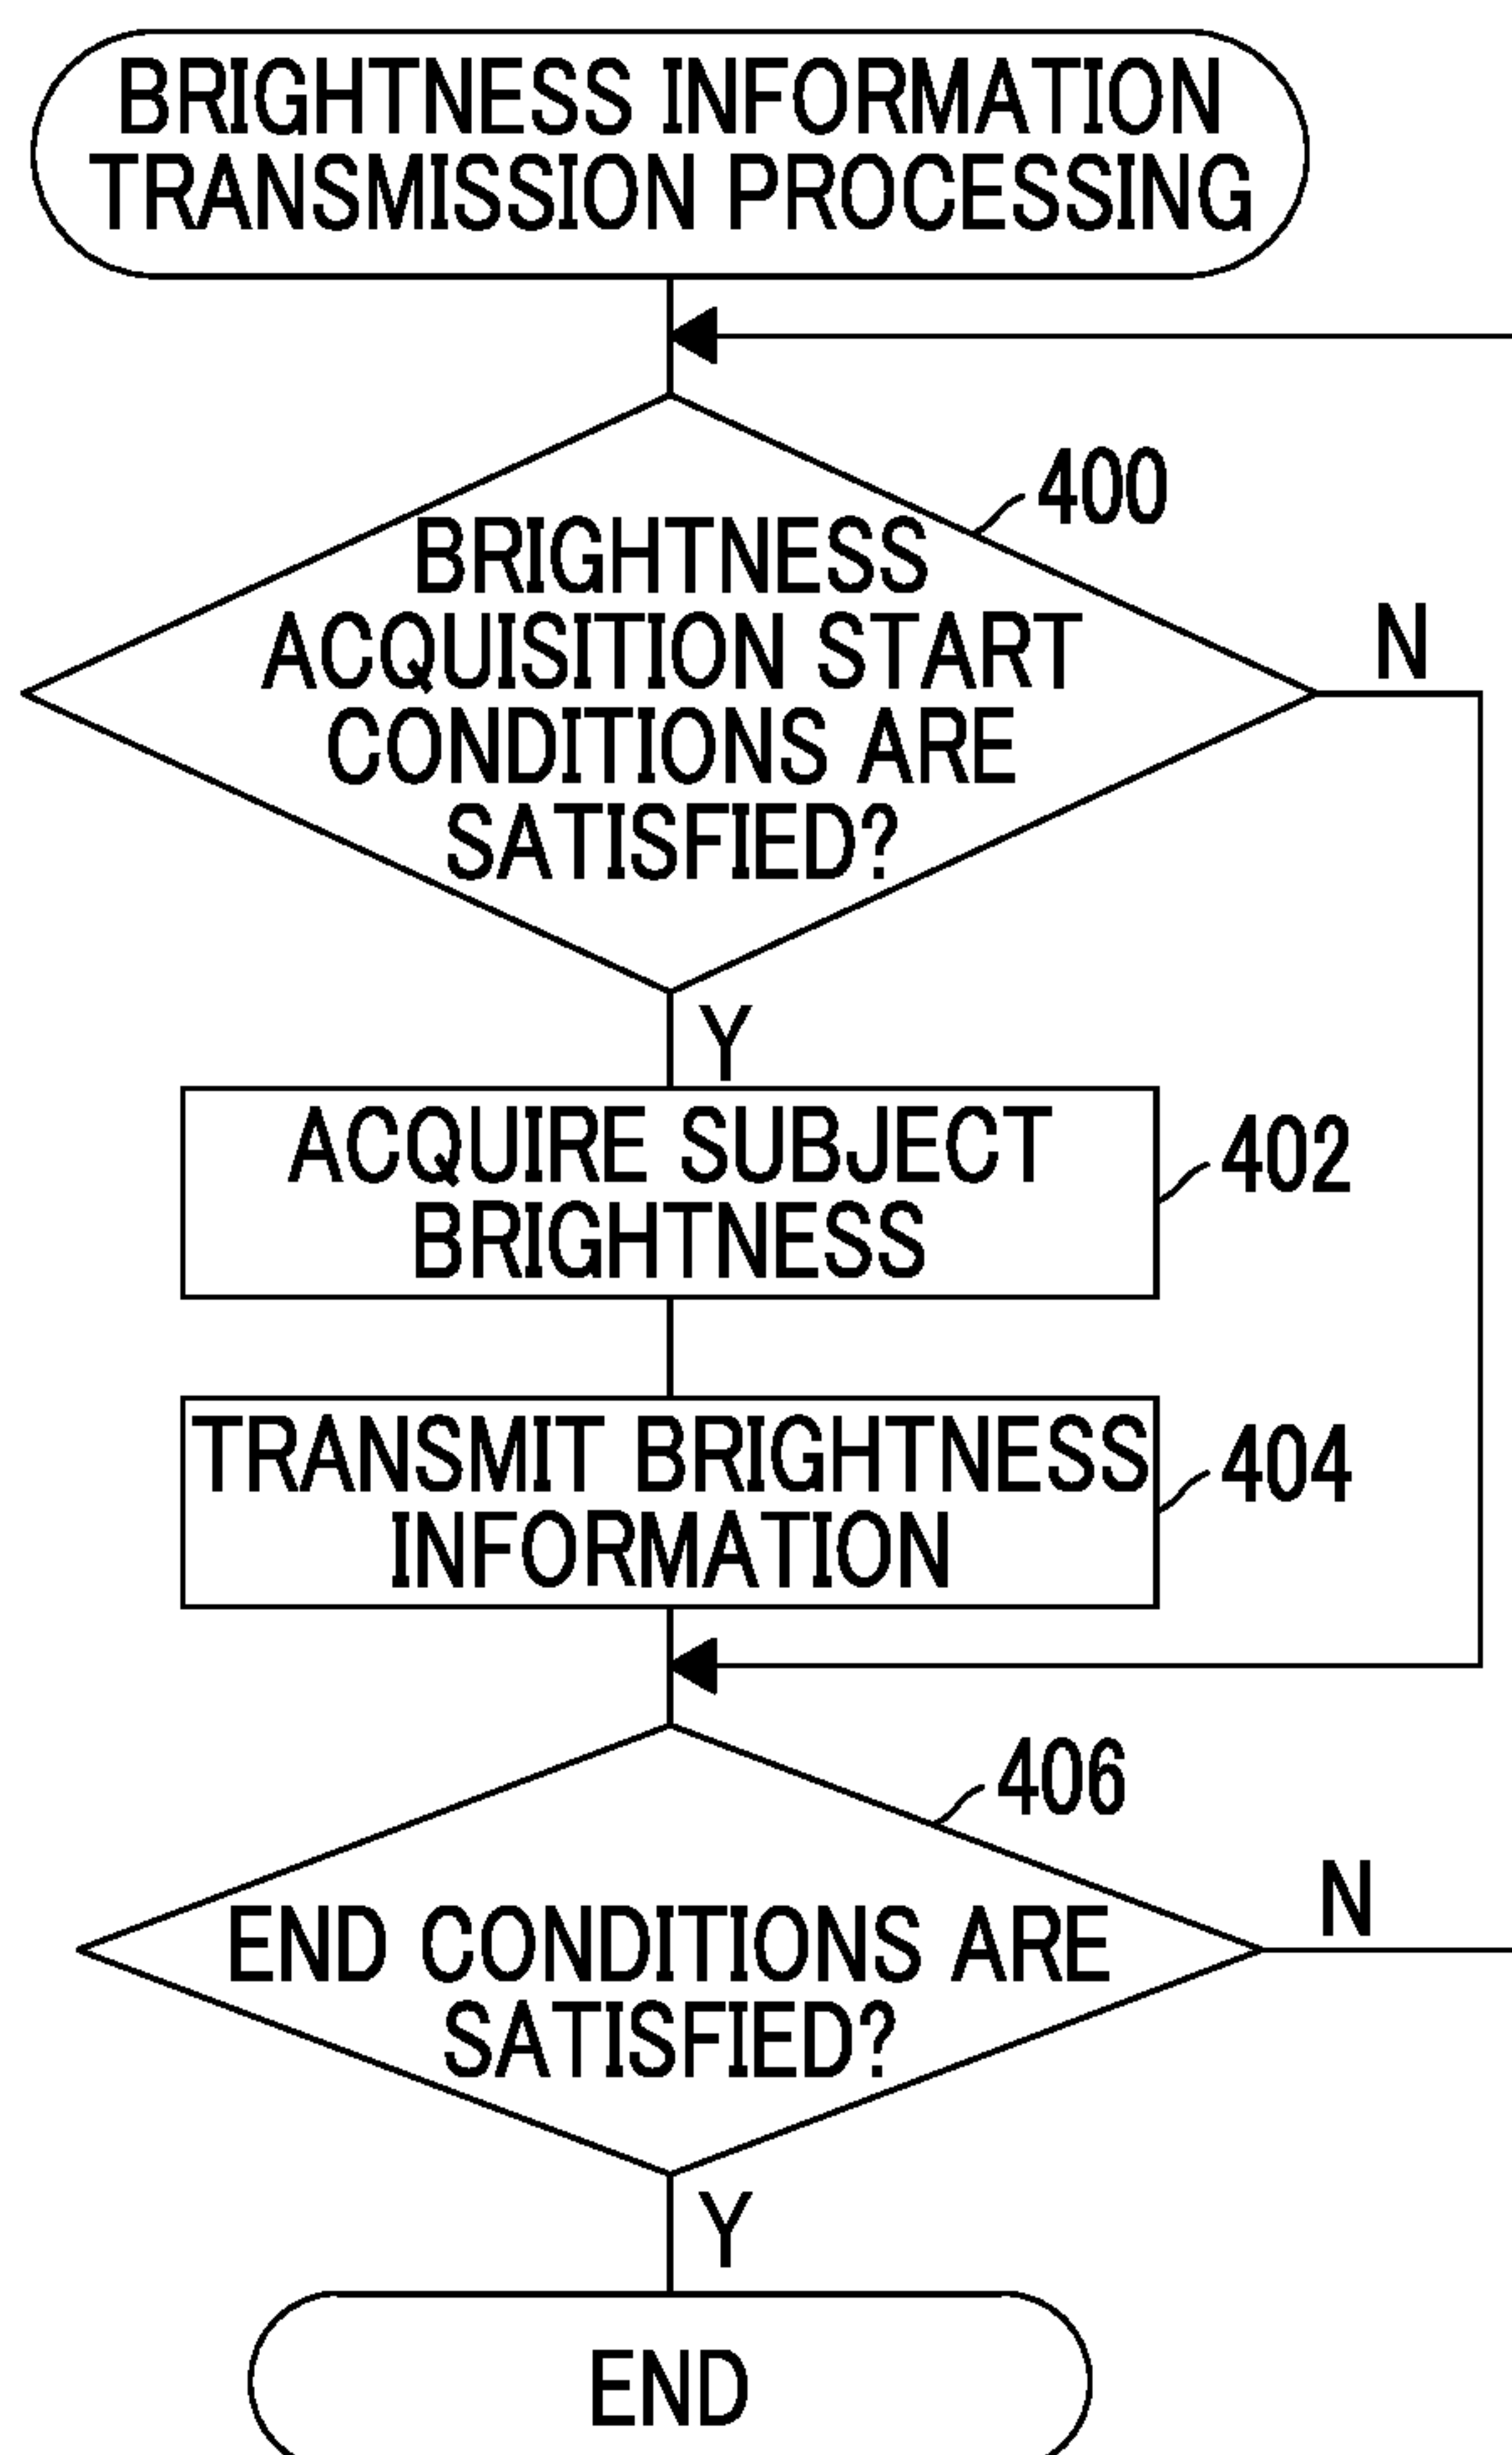 BRIGHTNESS INFORMATION
TRANSMISSION PROCESSING
400
BRIGHTNESS
ACQUISITION START
CONDITIONS ARE
SATISFIED?
N
Y
ACQUIRE SUBJECT
BRIGHTNESS
402
TRANSMIT BRIGHTNESS
INFORMATION
404
406
N
END CONDITIONS ARE
SATISFIED?
Y
END